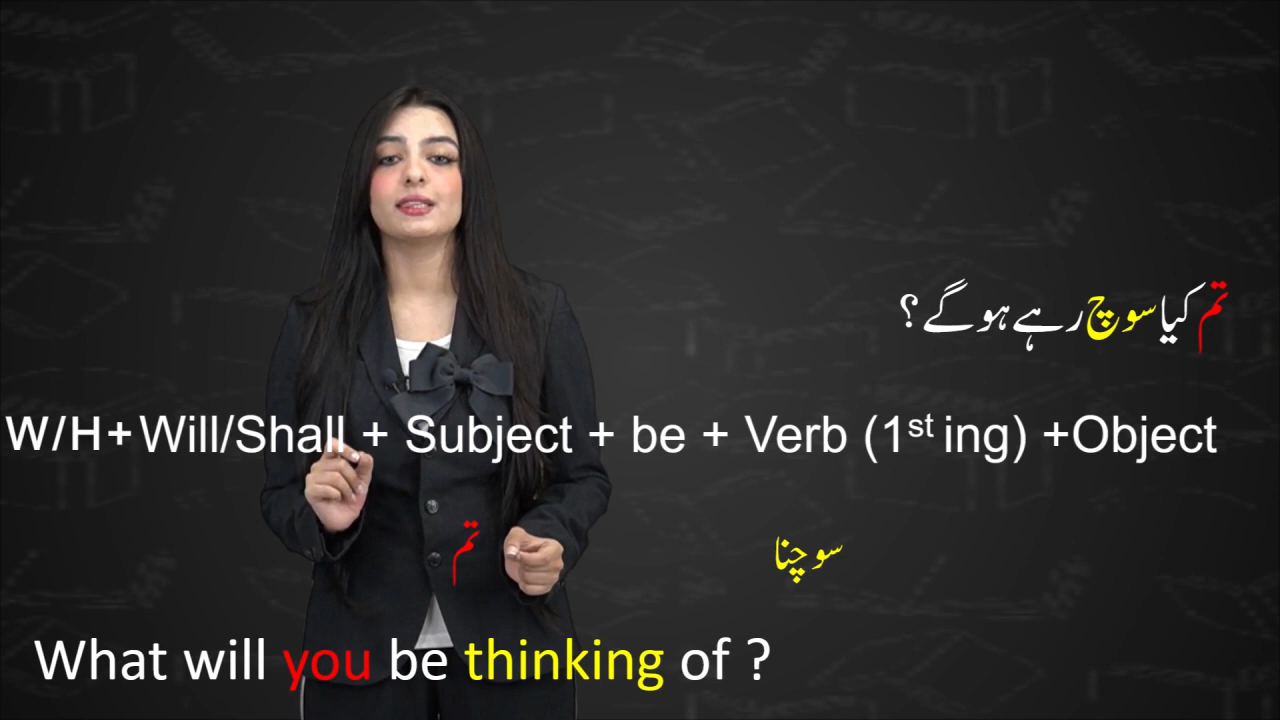 تم کیا سوچ رہے ہو گے ؟
W/H+ Will/Shall + Subject + be + Verb (1st ing) +Object
تم
سوچنا
What will you be thinking of ?